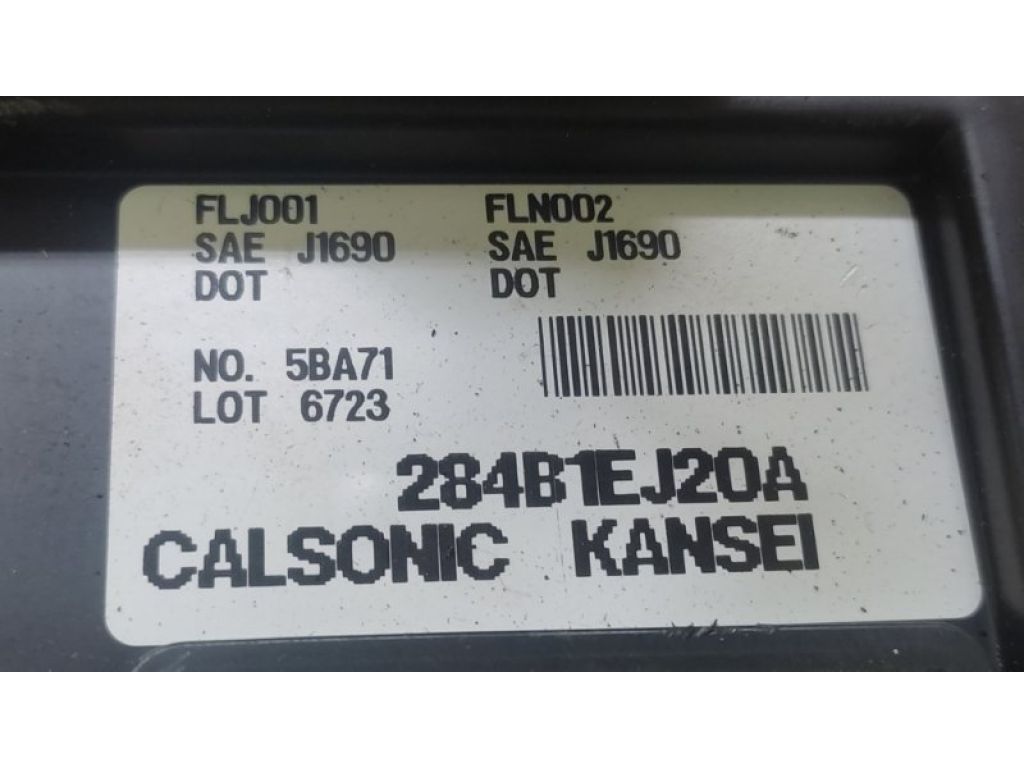 FLJ001 FLN002
SAE J1690 SAE J1690
DOT DOT
NO. 5BA71
LOT 6723
284B1EJ20A
CALSONIC KANSEI